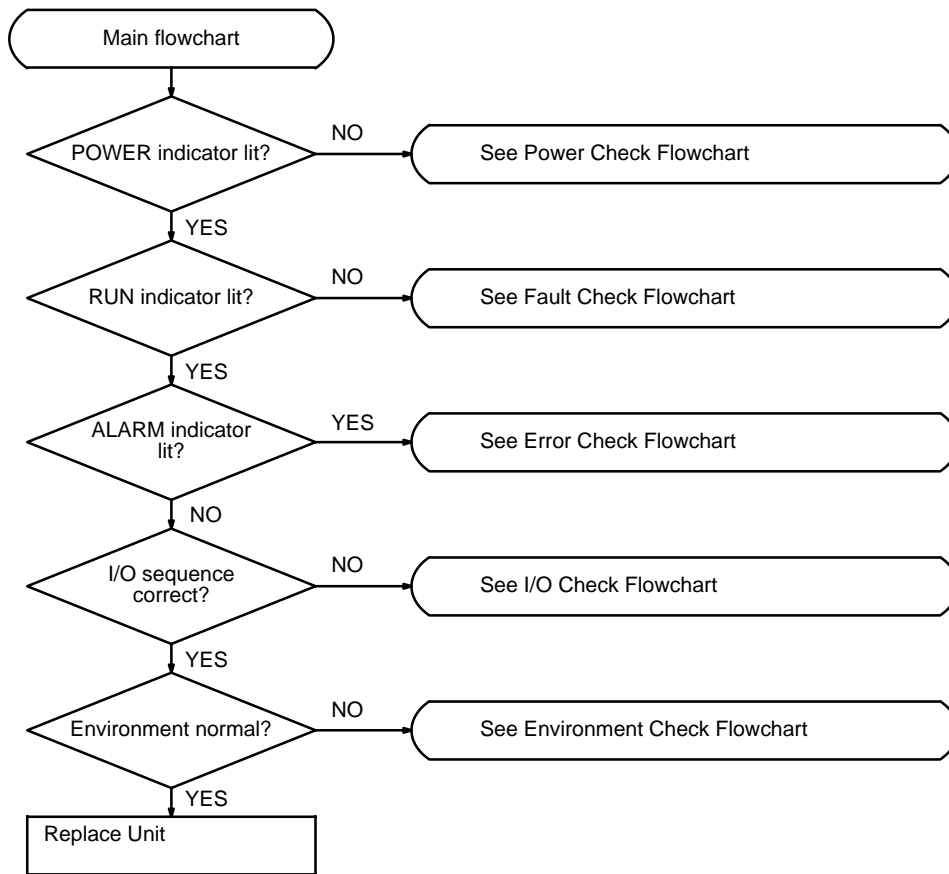 Main flowchart
POWER indicator lit?
NO
See Power Check Flowchart
YES
RUN indicator lit?
NO
See Fault Check Flowchart
YES
ALARM indicator
lit?
YES
See Error Check Flowchart
NO
I/O sequence
correct?
NO
See I/O Check Flowchart
YES
Environment normal?
NO
See Environment Check Flowchart
YES
Replace Unit